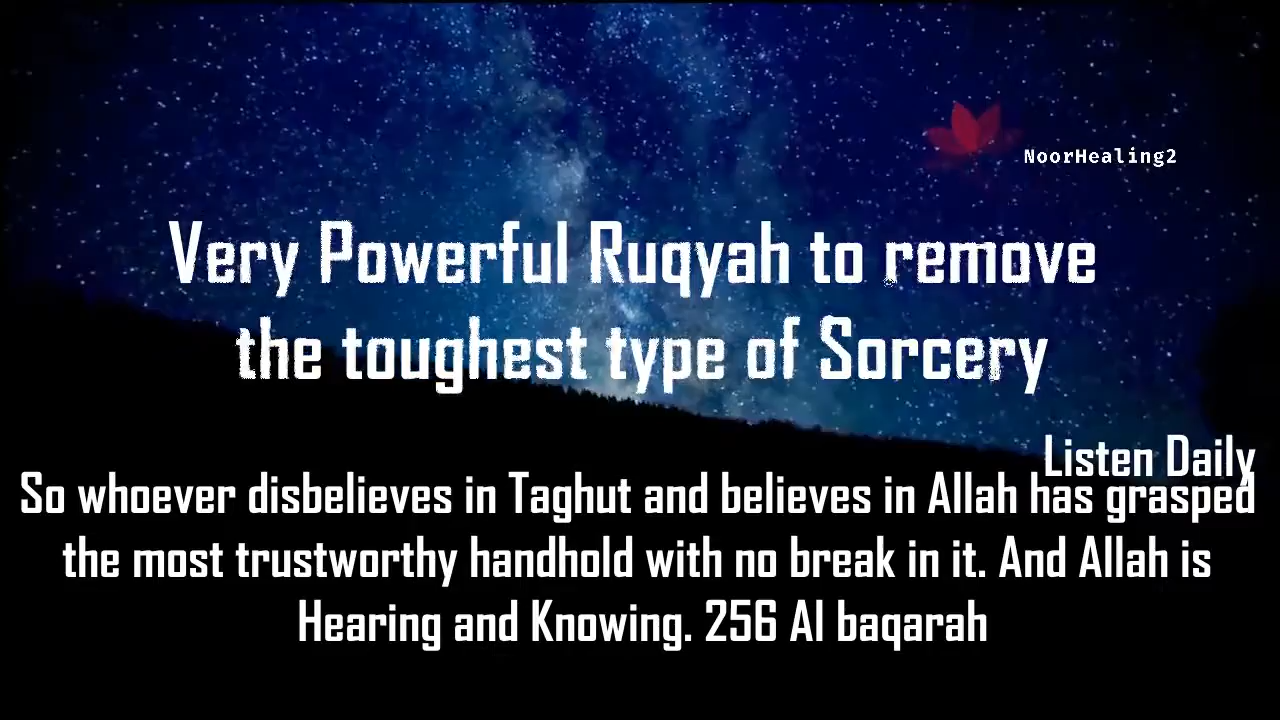 NoorHealing2
Very Powerful Ruqyah to remove
the toughest type of Sorcery
Listen Daily
So whoever disbelieves in Taghut and believes in Allah has grasped
the most trustworthy handhold with no break in it. And Allah is
Hearing and Knowing. 256 Al baqarah